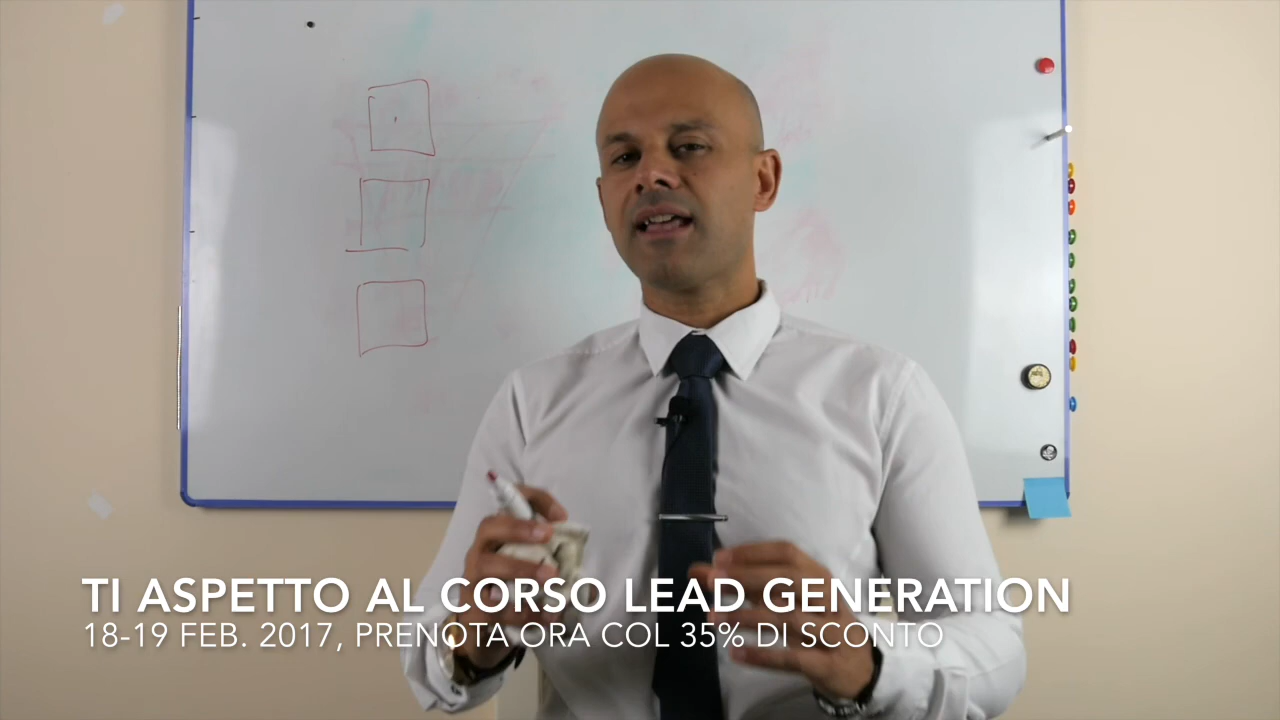 TI ASPETTO AL CORSO LEAD GENERATION
18-19 FEB. 2017, PRENOTA ORA COL 35% DI SCONTO